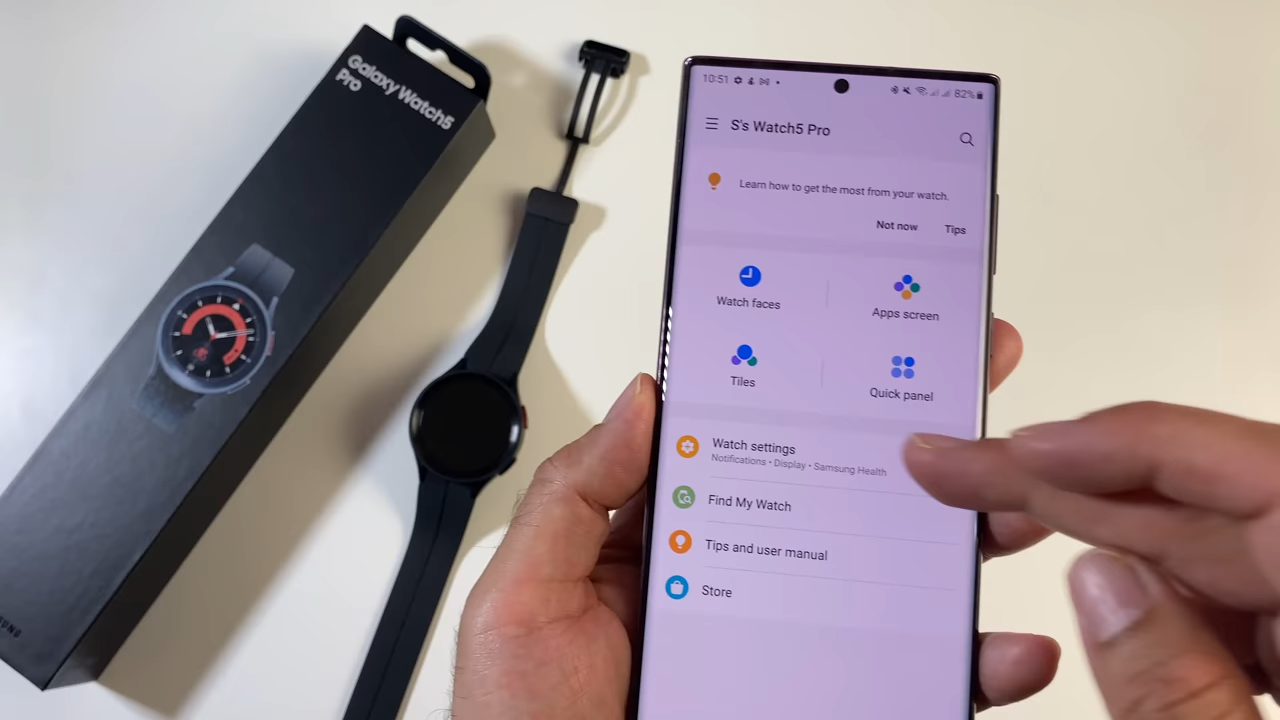 Galaxy Watch5
Pro
10:51
82%
S's Watch5 Pro
Learn how to get the most from your watch.
Not now
Tips
Watch faces
Apps screen
Tiles
Quick panel
Watch settings
Notifications • Display • Samsung Health
Find My Watch
Tips and user manual
Store
UNG